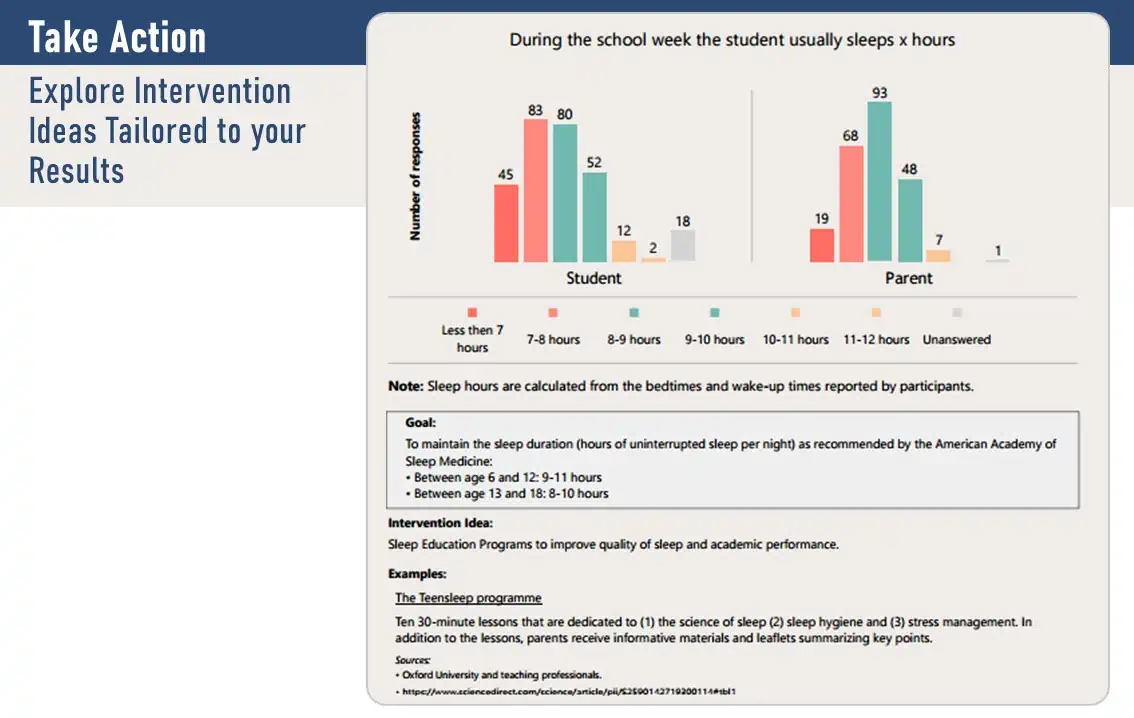 Take Action
Explore Intervention
Ideas Tailored to your
Results
During the school week the student usually sleeps x hours
Number of responses
45
83
80
52
12
2
18
Student
19
68
93
48
7
1
Parent
Less then 7
hours
7-8 hours
8-9 hours
9-10 hours
10-11 hours
11-12 hours
Unanswered
Note: Sleep hours are calculated from the bedtimes and wake-up times reported by participants.
Goal:
To maintain the sleep duration (hours of uninterrupted sleep per night) as recommended by the American Academy of
Sleep Medicine:
• Between age 6 and 12: 9-11 hours
• Between age 13 and 18: 8-10 hours
Intervention Idea:
Sleep Education Programs to improve quality of sleep and academic performance.
Examples:
The Teensleep programme
Ten 30-minute lessons that are dedicated to (1) the science of sleep (2) sleep hygiene and (3) stress management. In
addition to the lessons, parents receive informative materials and leaflets summarizing key points.
Sources:
• Oxford University and teaching professionals.
• https://www.sciencedirect.com/science/article/pii/S2590142719300114#tbl1